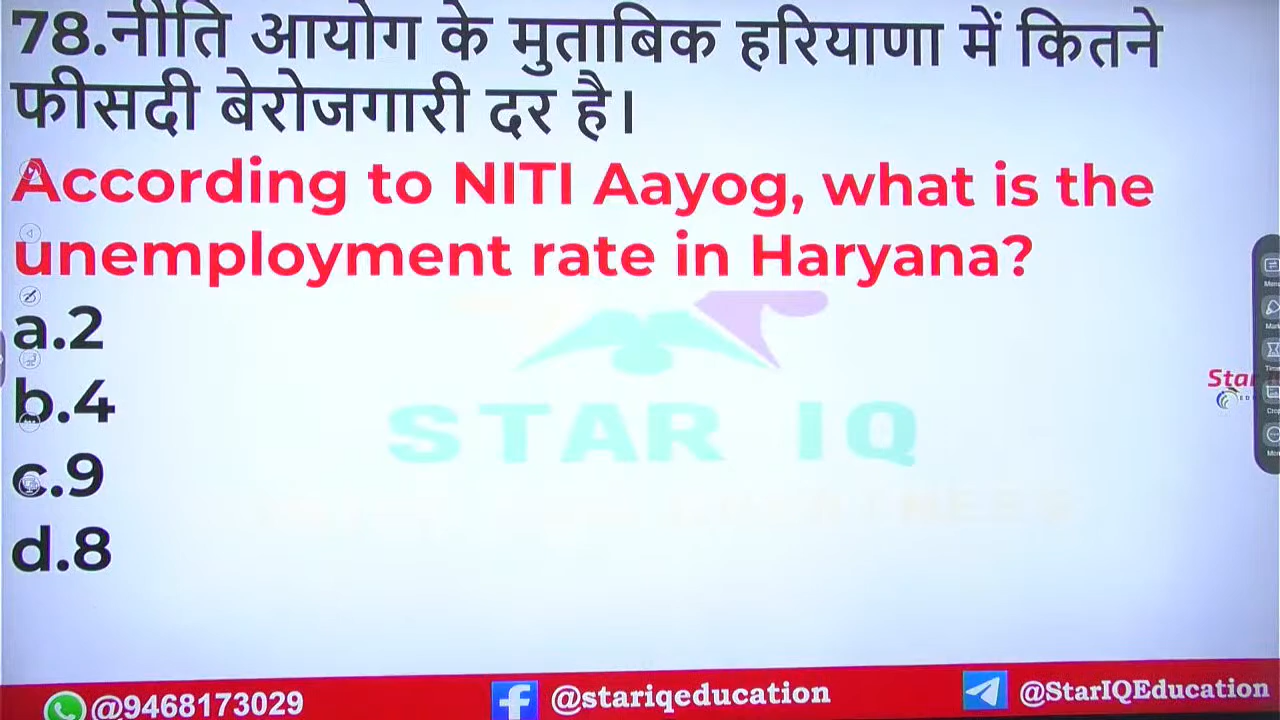 78.नीति आयोग के मुताबिक हरियाणा में कितने
फीसदी बेरोजगारी दर है।
According to NITI Aayog, what is the
unemployment rate in Haryana?
a.2
b.4
c.9
d.8
STAR IQ
Star
@9468173029
@stariqeducation
@StarIQEducation